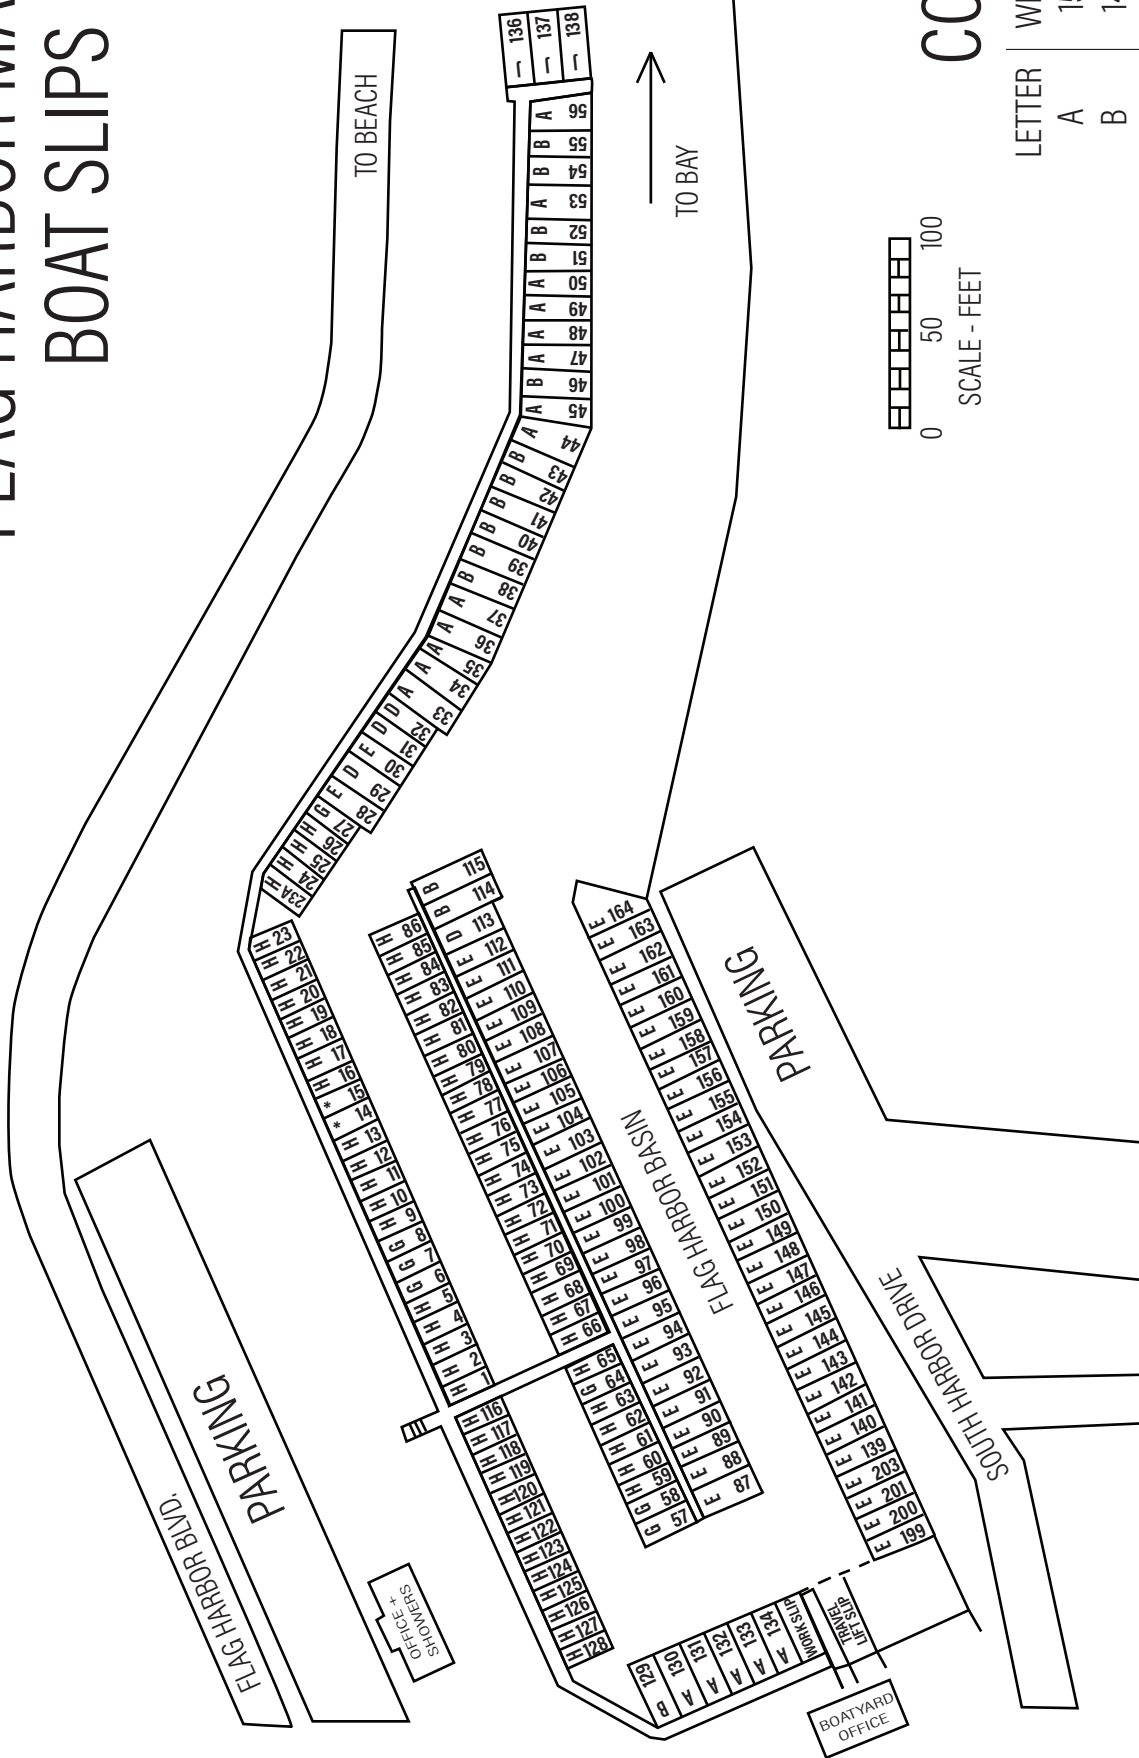 FLAG HARBOR MA
BOAT SLIPS
TO BEACH
J 136
J 137
J 138
A 56
B 55
B 54
A 53
B 52
B 51
A 50
A 49
A 48
A 47
B 46
A 45
A 44
B 43
B 42
B 41
B 40
B 39
B 38
A 37
A 36
A 35
A 34
A 33
D 32
D 31
E 30
D 29
E 28
G 27
H 26
H 25
H 24
H 23A
H 23
H 22
H 21
H 20
H 19
H 18
H 17
H 16
* 15
* 14
H 13
H 12
H 11
H 10
H 9
G 8
G 7
G 6
H 5
H 4
H 3
H 2
H 1
H 116
H 117
H 118
H 119
H 120
H 121
H 122
H 123
H 124
H 125
H 126
H 127
H 128
B 129
A 130
A 131
A 132
A 133
A 134
WORK SLIP
TRAVEL
LIFT SLIP
BOATYARD
OFFICE
OFFICE +
SHOWERS
FLAG HARBOR BLVD.
PARKING
H 86
H 85
H 84
H 83
H 82
H 81
H 80
H 79
H 78
H 77
H 76
H 75
H 74
H 73
H 72
H 71
H 70
H 69
H 68
H 67
H 66
H 65
G 64
H 63
H 62
H 61
H 60
H 59
G 58
G 57
B 115
B 114
D 113
E 112
E 111
E 110
E 109
E 108
E 107
E 106
E 105
E 104
E 103
E 102
E 101
E 100
E 99
E 98
E 97
E 96
E 95
E 94
E 93
E 92
E 91
E 90
E 89
E 88
E 87
FLAG HARBOR BASIN
E 164
E 163
E 162
E 161
E 160
E 159
E 158
E 157
E 156
E 155
E 154
E 153
E 152
E 151
E 150
E 149
E 148
E 147
E 146
E 145
E 144
E 143
E 142
E 141
E 140
E 139
E 203
E 201
E 200
E 199
PARKING
SOUTH HARBOR DRIVE
TO BAY
0 50 100
SCALE - FEET
CO
LETTER WI
A 15
B 14